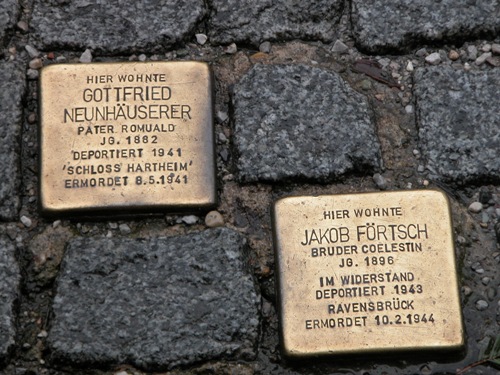 HIER WOHNTE
GOTTFRIED
NEUNHÄUSERER
PATER ROMUALD
JG. 1882
DEPORTIERT 1941
'SCHLOSS HARTHEIM'
ERMORDET 8.5.1941
HIER WOHNTE
JAKOB FÖRTSCH
BRUDER COELESTIN
JG. 1896
IM WIDERSTAND
DEPORTIERT 1943
RAVENSBRÜCK
ERMORDET 10.2.1944